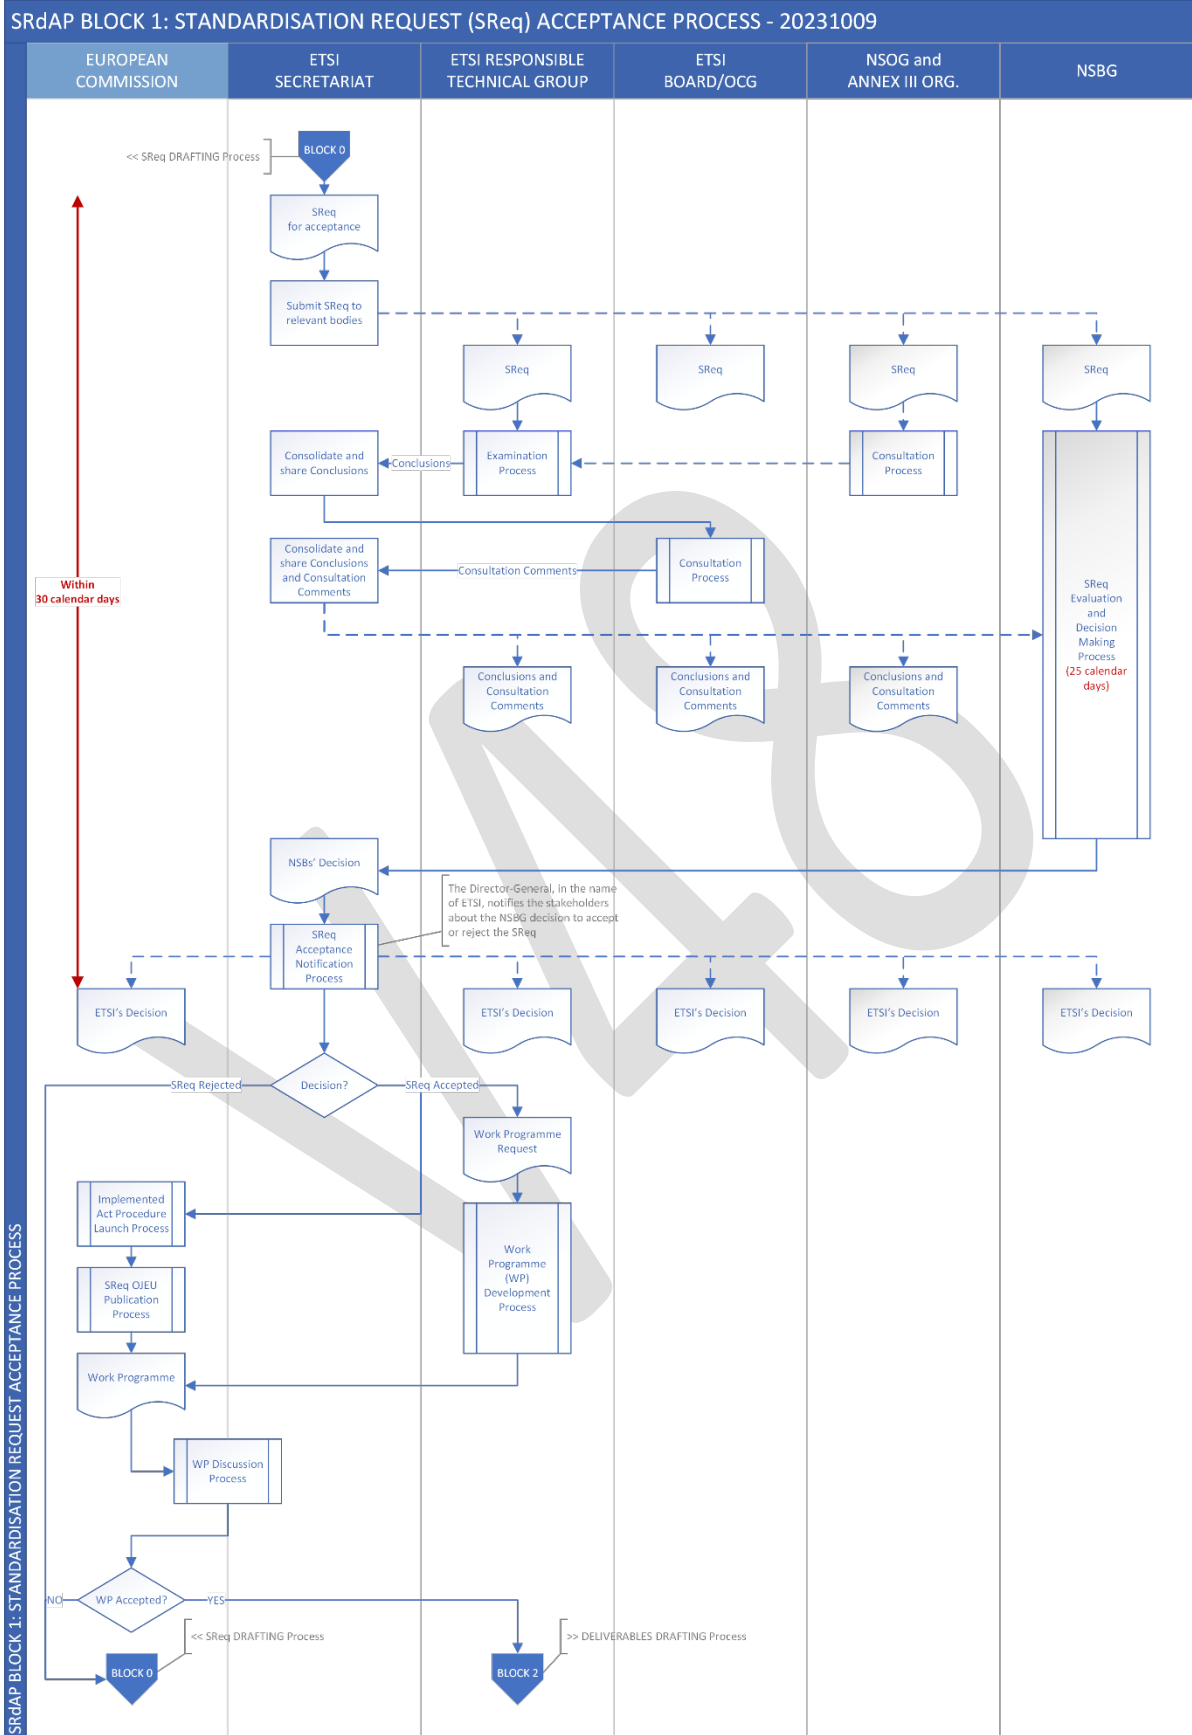 SRdAP BLOCK 1: STANDARDISATION REQUEST (SReq) ACCEPTANCE PROCESS - 20231009
EUROPEAN
COMMISSION
ETSI
SECRETARIAT
ETSI RESPONSIBLE
TECHNICAL GROUP
ETSI
BOARD/OCG
NSOG and
ANNEX III ORG.
NSBG
BLOCK 0
<< SReq DRAFTING Process
SReq
for acceptance
Submit SReq to
relevant bodies
SReq
SReq
SReq
SReq
Consolidate and
share Conclusions
Conclusions
Examination
Process
Consultation
Process
Consolidate and
share Conclusions
and Consultation
Comments
Consultation Comments
Consultation
Process
Within
30 calendar days
SReq
Evaluation
and
Decision
Making
Process
(25 calendar
days)
Conclusions and
Consultation
Comments
Conclusions and
Consultation
Comments
Conclusions and
Consultation
Comments
NSBs' Decision
The Director-General, in the name
of ETSI, notifies the stakeholders
about the NSBG decision to accept
or reject the SReq
SReq
Acceptance
Notification
Process
ETSI's Decision
ETSI's Decision
ETSI's Decision
ETSI's Decision
ETSI's Decision
SReq Rejected
Decision?
SReq Accepted
Work Programme
Request
Implemented
Act Procedure
Launch Process
Work
Programme
(WP)
Development
Process
SReq OJEU
Publication
Process
Work Programme
WP Discussion
Process
NO
WP Accepted?
YES
<< SReq DRAFTING Process
>> DELIVERABLES DRAFTING Process
BLOCK 0
BLOCK 2
SRdAP BLOCK 1: STANDARDISATION REQUEST ACCEPTANCE PROCESS
V48